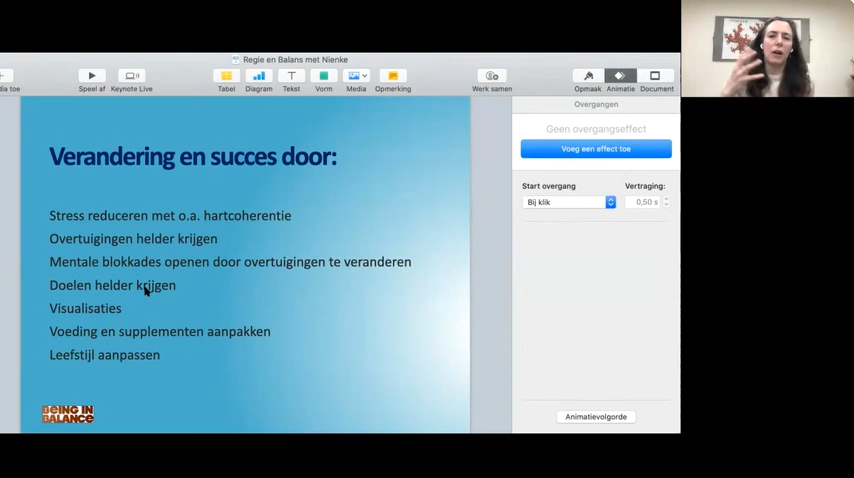 Regie en Balans met Nienke
dia toe
Speel af
Keynote Live
Tabel
Diagram
Tekst
Vorm
Media
Opmerking
Werk samen
Opmaak
Animatie
Document
Overgangen
Geen overgangseffect
Voeg een effect toe
Start overgang
Vertraging:
Bij klik
0,50 s
Animatievolgorde
Verandering en succes door:
Stress reduceren met o.a. hartcoherentie
Overtuigingen helder krijgen
Mentale blokkades openen door overtuigingen te veranderen
Doelen helder krijgen
Visualisaties
Voeding en supplementen aanpakken
Leefstijl aanpassen
BEING IN
BALANCE